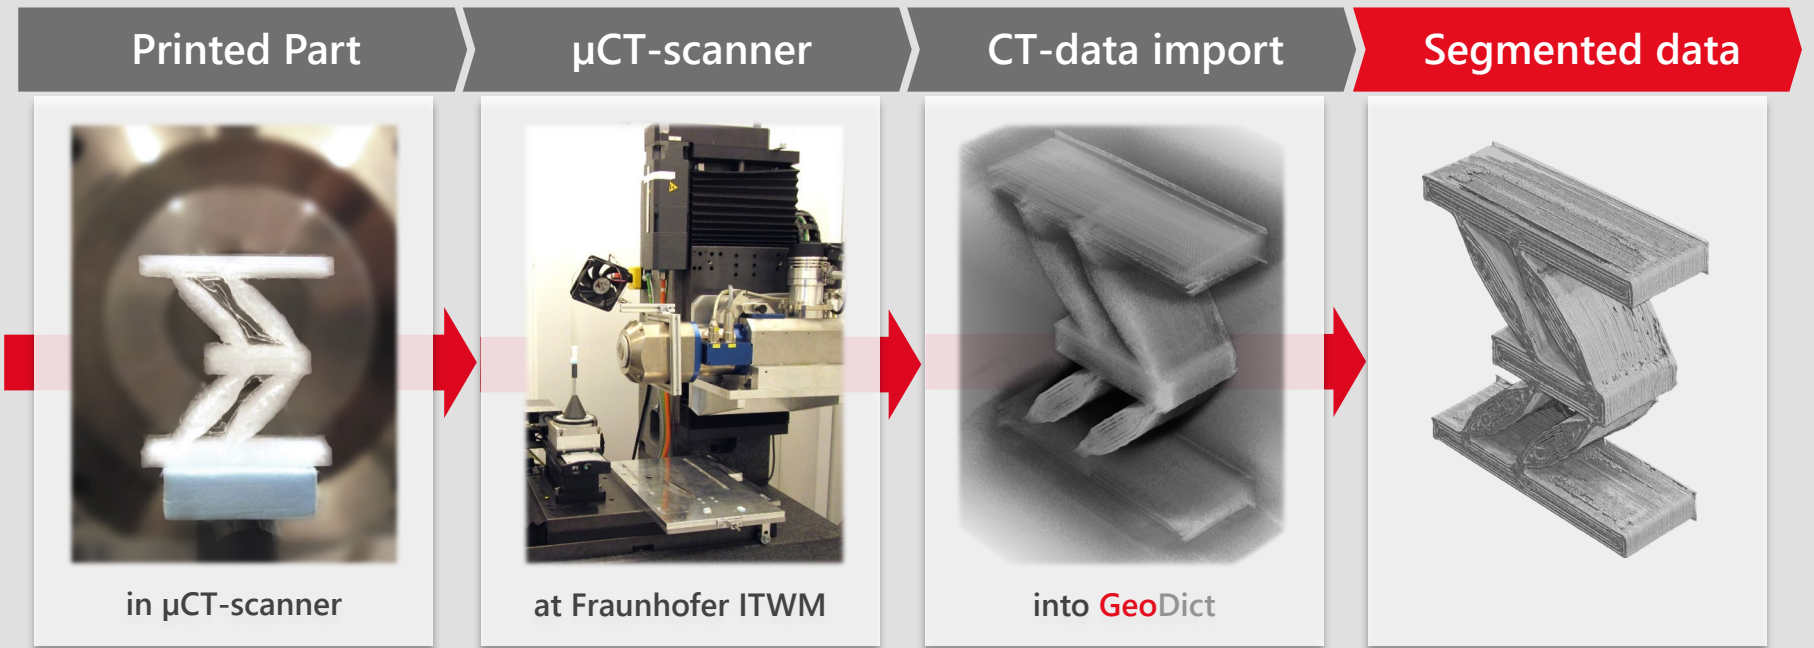 Printed Part
µCT-scanner
CT-data import
Segmented data
in µCT-scanner
at Fraunhofer ITWM
into GeoDict